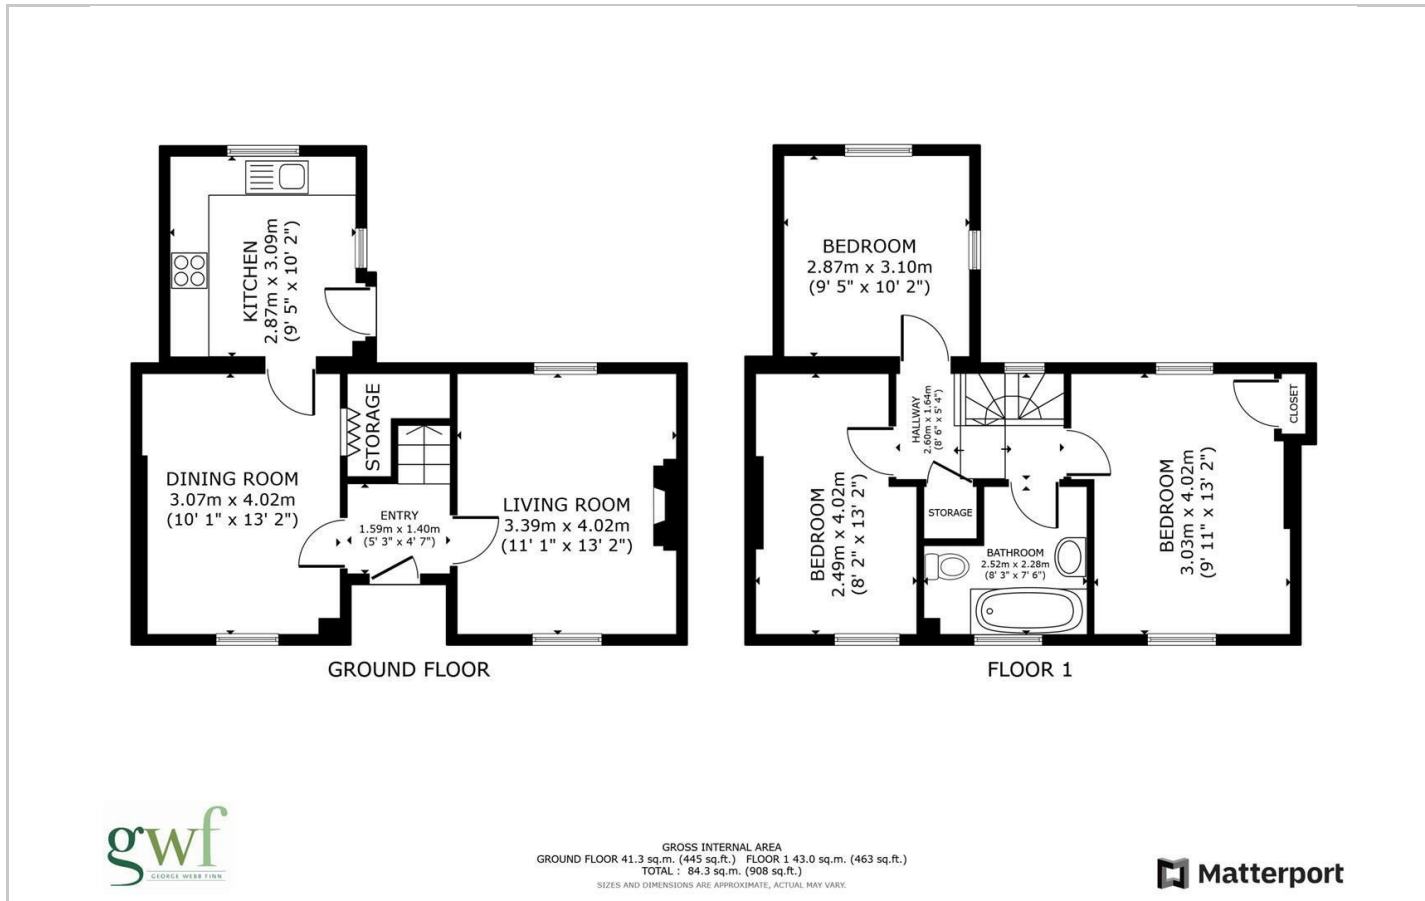 KITCHEN
2.87m x 3.09m
(9' 5" x 10' 2")
STORAGE
DINING ROOM
3.07m x 4.02m
(10' 1" x 13' 2")
ENTRY
1.59m x 1.40m
(5' 3" x 4' 7")
LIVING ROOM
3.39m x 4.02m
(11' 1" x 13' 2")
GROUND FLOOR
BEDROOM
2.87m x 3.10m
(9' 5" x 10' 2")
HALLWAY
2.60m x 1.64m
(8' 6" x 5' 4")
CLOSET
BEDROOM
2.49m x 4.02m
(8' 2" x 13' 2")
STORAGE
BATHROOM
2.52m x 2.28m
(8' 3" x 7' 6")
BEDROOM
3.03m x 4.02m
(9' 11" x 13' 2")
FLOOR 1
gwf
GEORGE WEBB FINN
GROSS INTERNAL AREA
GROUND FLOOR 41.3 sq.m. (445 sq.ft.) FLOOR 1 43.0 sq.m. (463 sq.ft.)
TOTAL : 84.3 sq.m. (908 sq.ft.)
SIZES AND DIMENSIONS ARE APPROXIMATE, ACTUAL MAY VARY.
Matterport